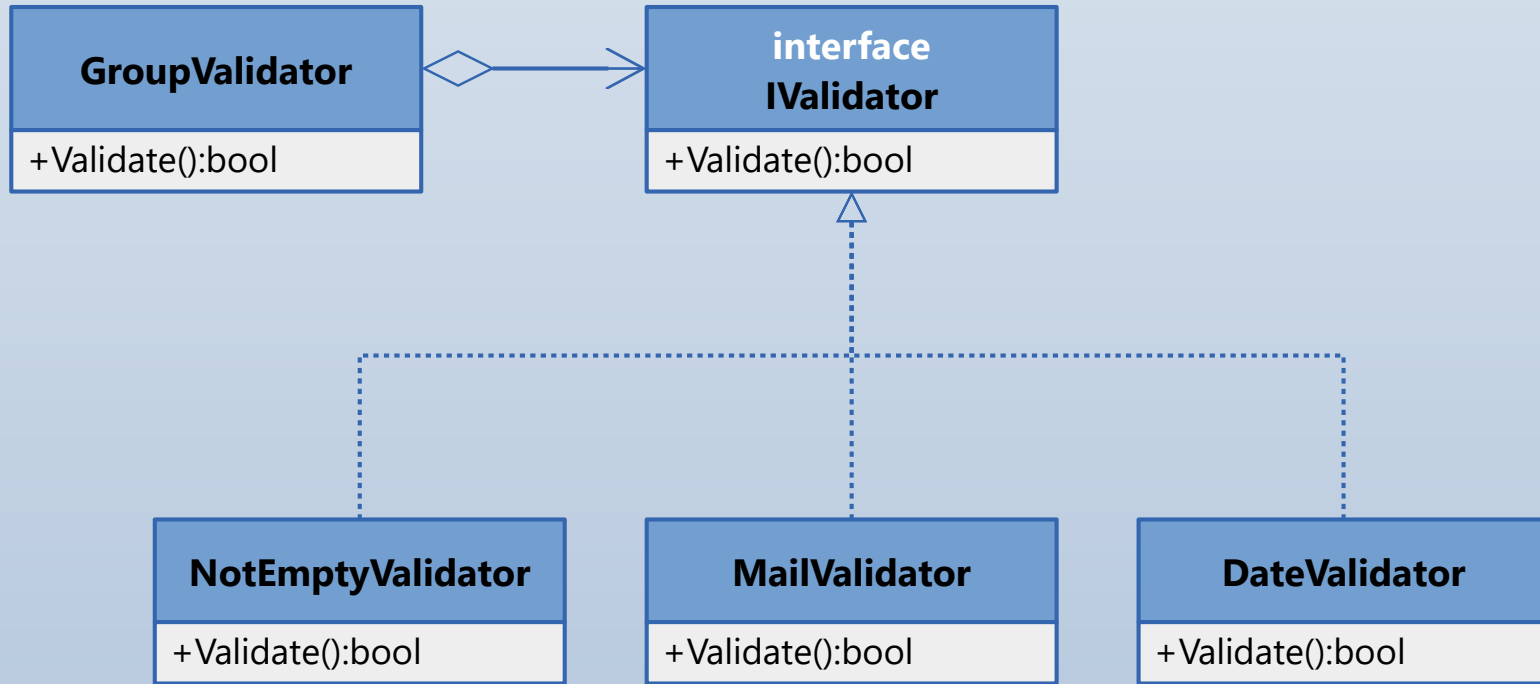 GroupValidator
+Validate():bool
interface
IValidator
+Validate():bool
NotEmptyValidator
+Validate():bool
MailValidator
+Validate():bool
DateValidator
+Validate():bool